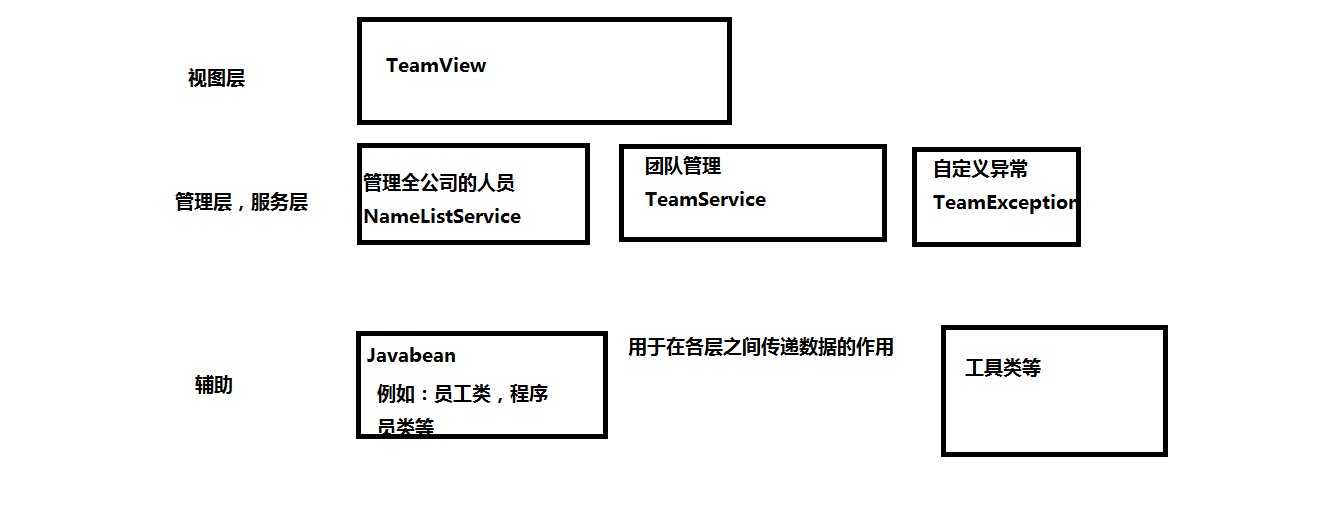 视图层
TeamView
管理层，服务层
管理全公司的人员
NameListService
团队管理
TeamService
自定义异常
TeamException
辅助
Javabean
例如：员工类，程序
员类等
用于在各层之间传递数据的作用
工具类等